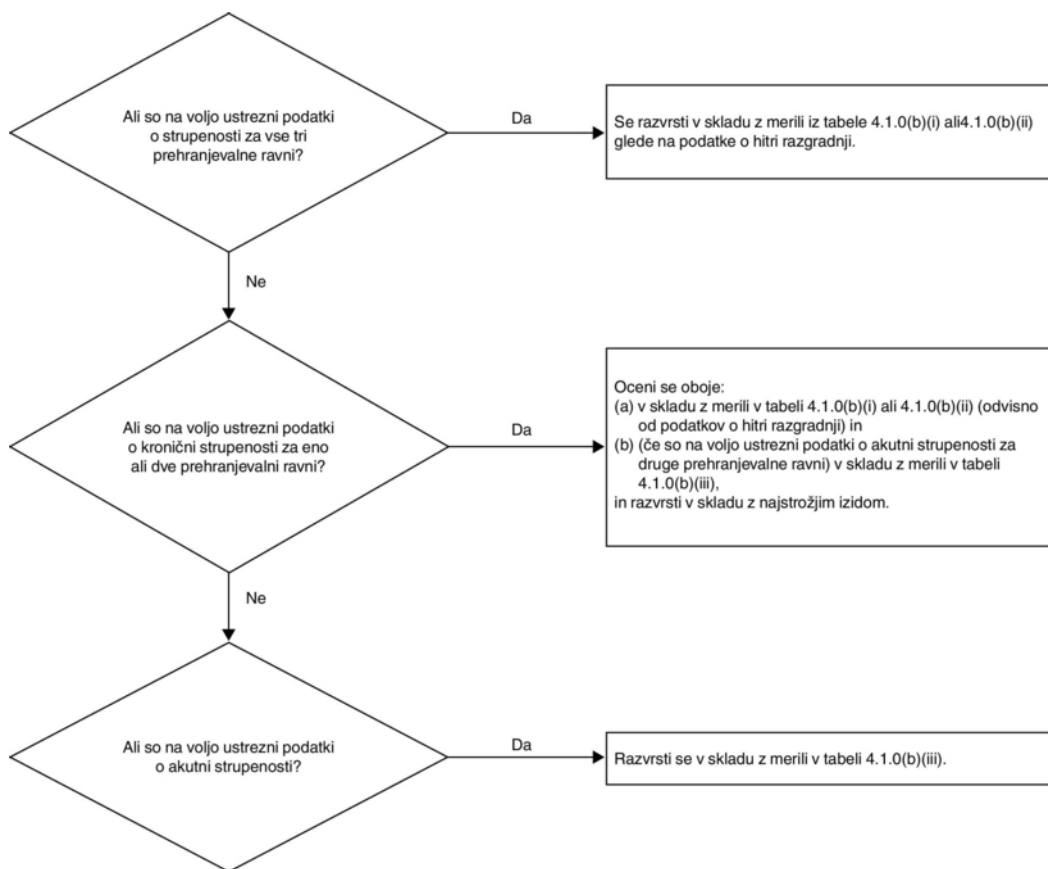 Ali so na voljo ustrezni podatki
o strupenosti za vse tri
prehranjevalne ravni?
Da
Se razvrsti v skladu z merili iz tabele 4.1.0(b)(i) ali4.1.0(b)(ii)
glede na podatke o hitri razgradnji.
Ne
Ali so na voljo ustrezni podatki
o kronični strupenosti za eno
ali dve prehranjevalni ravni?
Da
Oceni se oboje:
(a) v skladu z merili v tabeli 4.1.0(b)(i) ali 4.1.0(b)(ii) (odvisno
od podatkov o hitri razgradnji) in
(b) (če so na voljo ustrezni podatki o akutni strupenosti za
druge prehranjevalne ravni) v skladu z merili v tabeli
4.1.0(b)(iii),
in razvrsti v skladu z najstrožjim izidom.
Ne
Ali so na voljo ustrezni podatki
o akutni strupenosti?
Da
Razvrsti se v skladu z merili v tabeli 4.1.0(b)(iii).